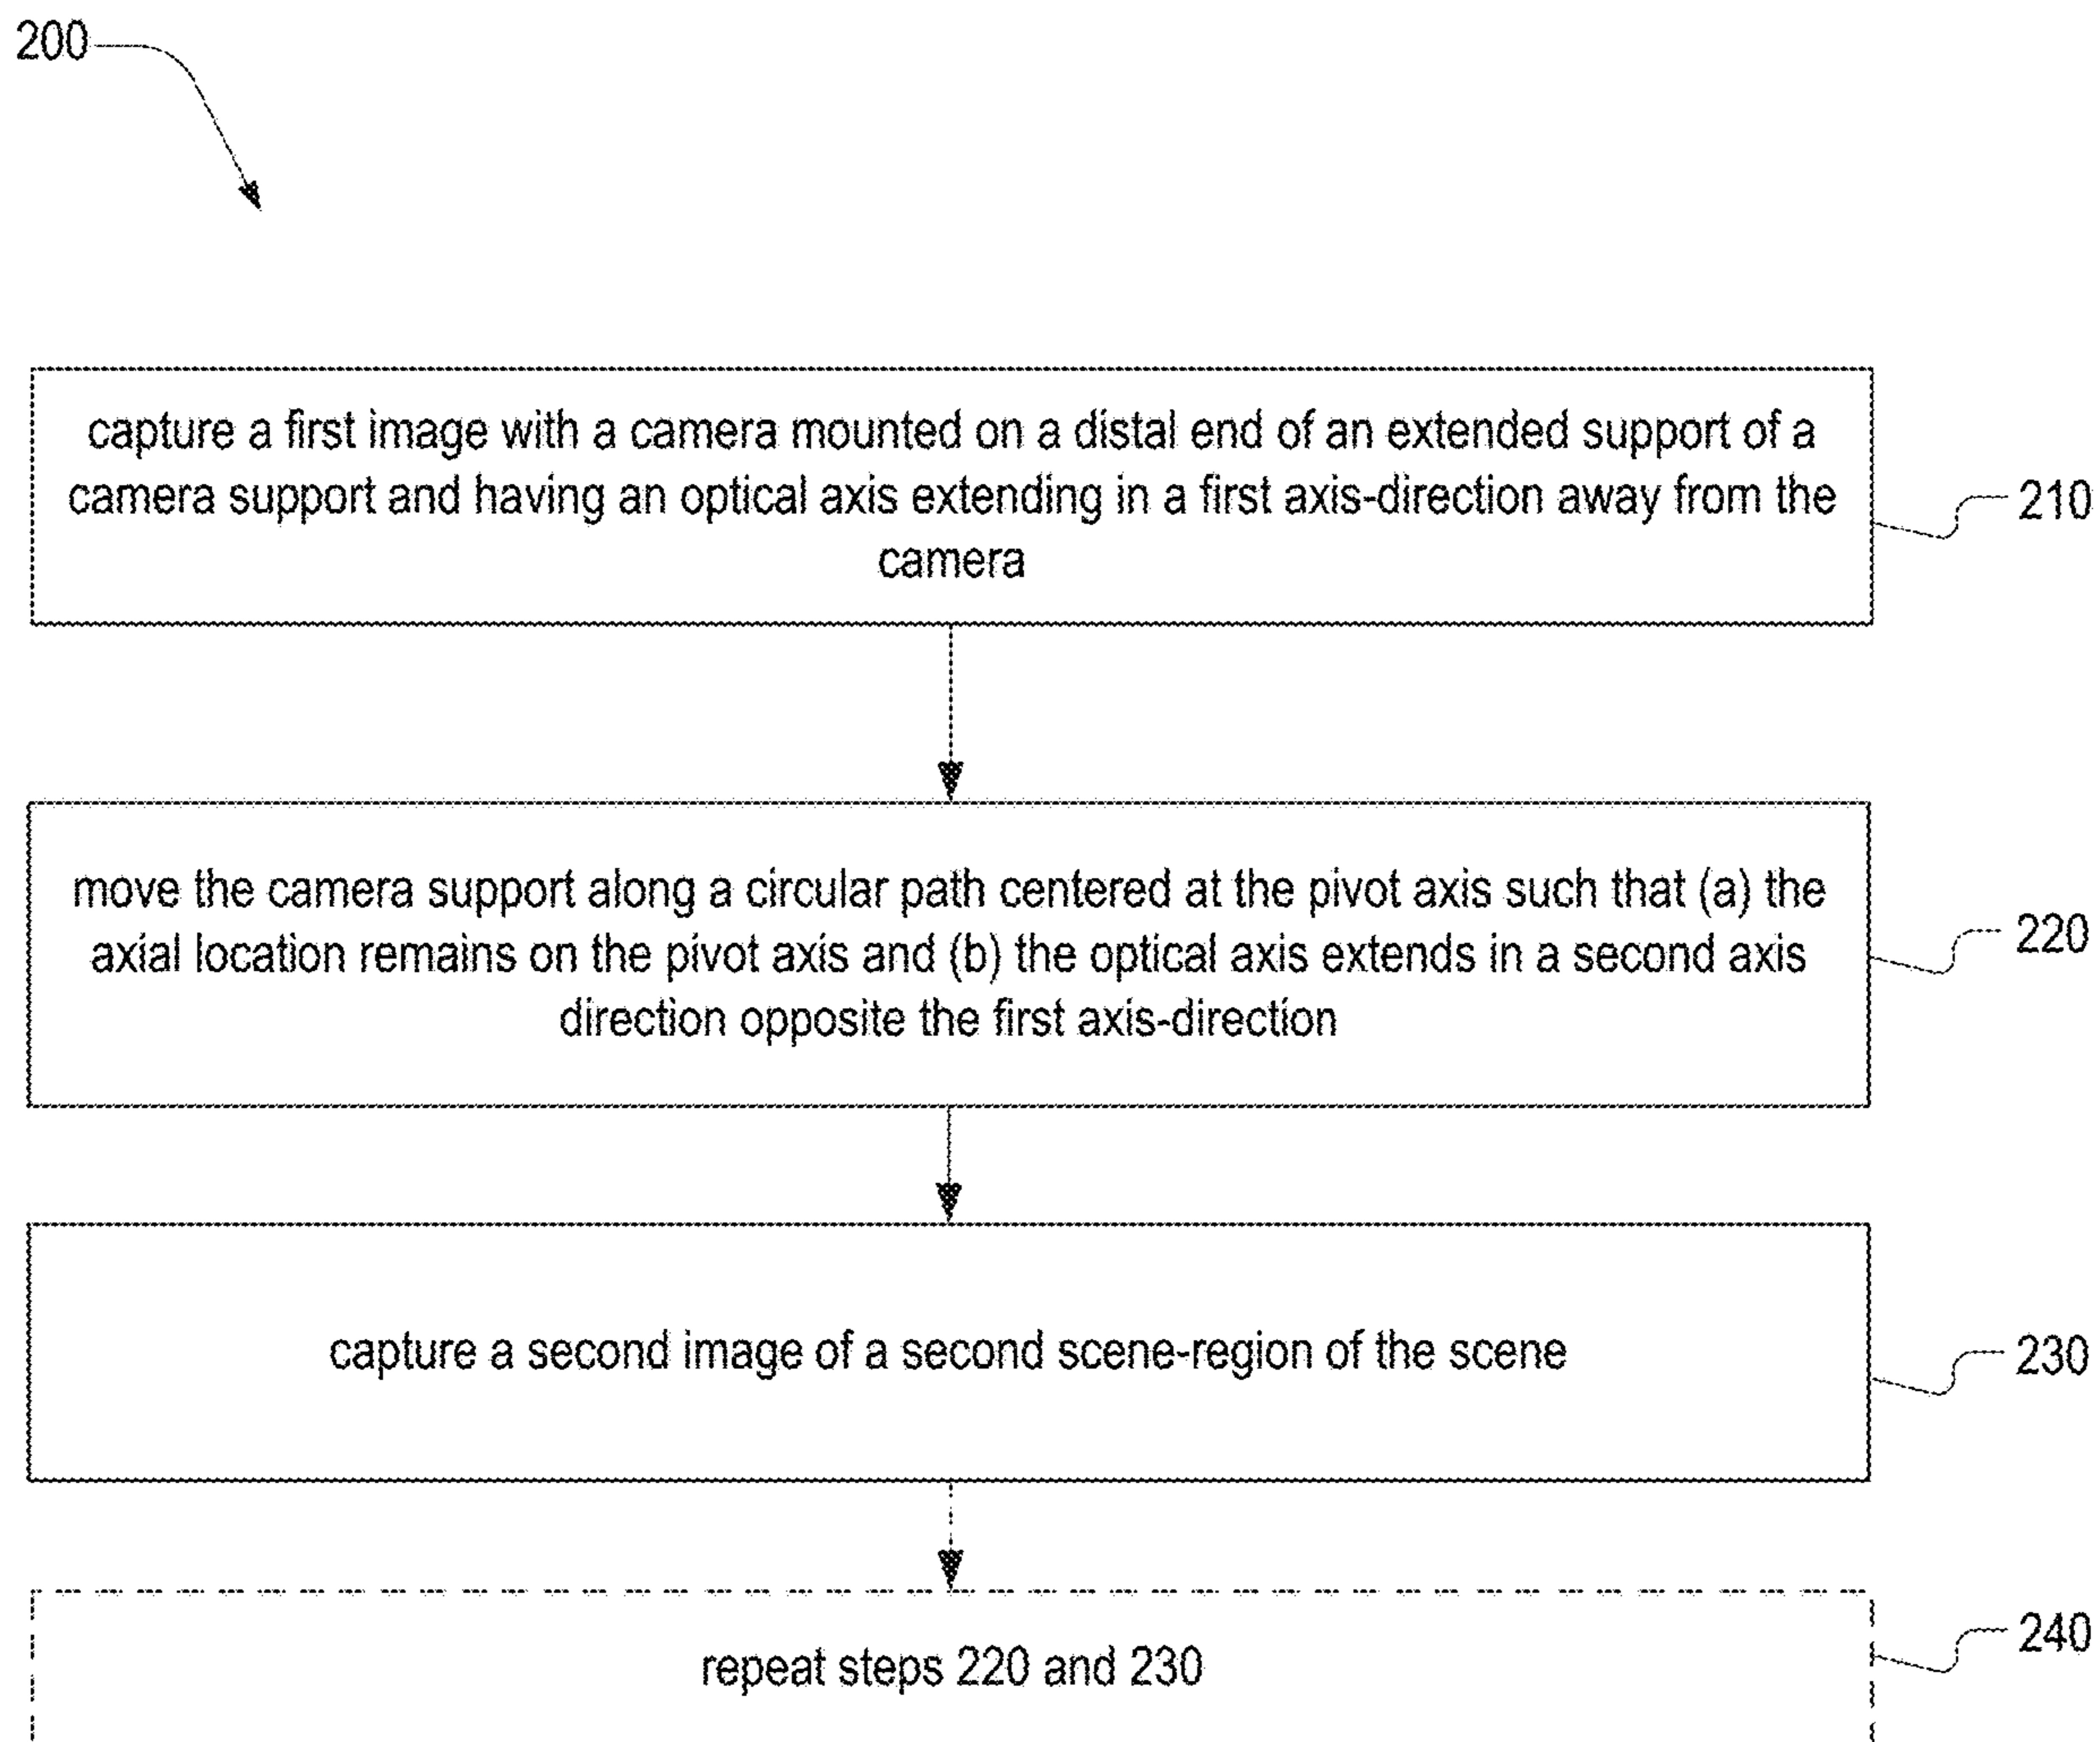 200
capture a first image with a camera mounted on a distal end of an extended support of a
camera support and having an optical axis extending in a first axis-direction away from the
camera
210
move the camera support along a circular path centered at the pivot axis such that (a) the
axial location remains on the pivot axis and (b) the optical axis extends in a second axis
direction opposite the first axis-direction
220
capture a second image of a second scene-region of the scene
230
repeat steps 220 and 230
240